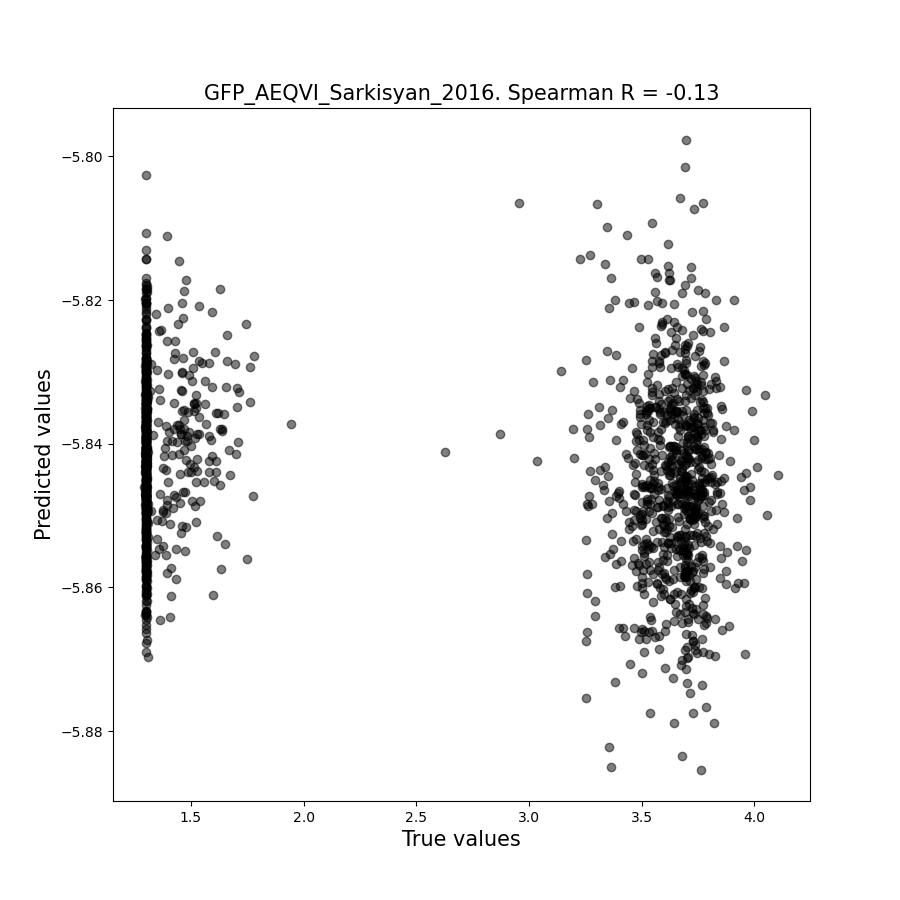 GFP_AEQVI_Sarkisyan_2016. Spearman R = -0.13
−5.80
−5.82
−5.84
−5.86
−5.88
Predicted values
1.5 2.0 2.5 3.0 3.5 4.0
True values